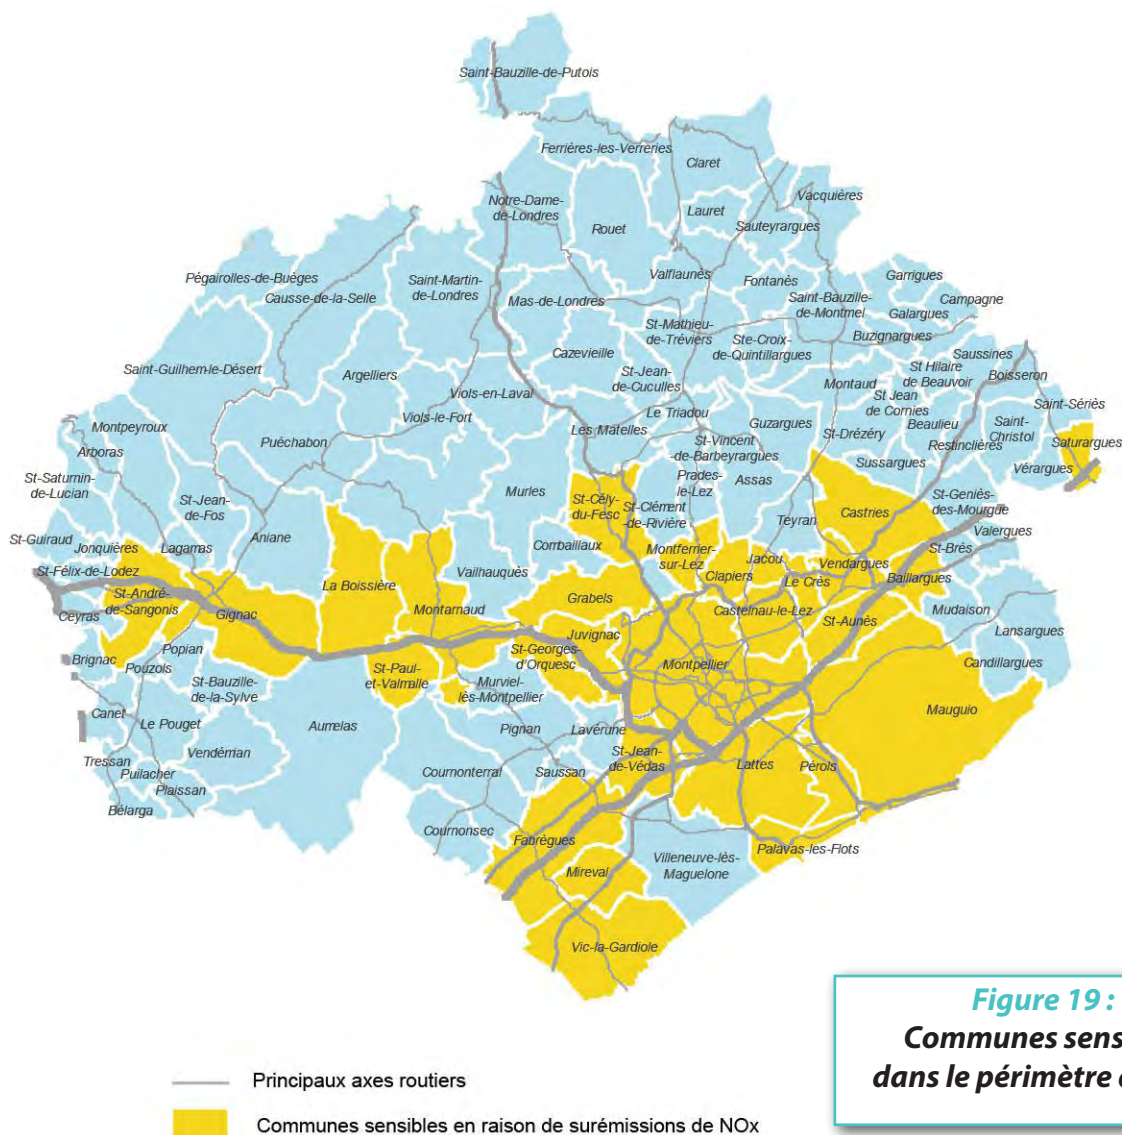 Saint-Bauzille-de-Putois
Ferrières-les-Verreries
Claret
Notre-Dame-
de-Londres
Vacquières
Lauret
Rouet
Sauteyrargues
Pégairolles-de-Buèges
Causse-de-la-Selle
Saint-Martin-
de-Londres
Valflaunès
Fontanès
Garrigues
Mas-de-Londres
Saint-Bauzille-
de-Montmel
Campagne
Galargues
St-Mathieu-
de-Tréviers
Ste-Croix-
de-Quintillargues
Buzignargues
Cazevieille
Saussines
Saint-Guilhem-le-Désert
Argelliers
St-Jean-
de-Cuculles
St Hilaire
de Beauvoir
Boisseron
Montaud
Viols-en-Laval
St Jean
de Cornies
Saint-Sériès
Montpeyroux
Viols-le-Fort
Le Triadou
Guzargues
Beaulieu
Saint-
Christol
Arboras
Puéchabon
Les Matelles
St-Vincent
-de-Barbeyrargues
St-Drézéry
Restinclières
Saturargues
St-Saturnin-
de-Lucian
Sussargues
Vérargues
Prades-
le-Lez
Assas
St-Jean-
de-Fos
Murles
St-Cély-
du-Fesc
St-Clément
-de-Rivière
Castries
St-Geniès-
des-Mourgue
St-Guiraud
Jonquières
Lagamas
Aniane
Teyran
Valergues
Combaillaux
Montferrier-
sur-Lez
Jacou
Vendargues
St-Brès
St-Félix-de-Lodez
La Boissière
Vailhauquès
Clapiers
Le Crès
Baillargues
St-André-
de-Sangonis
Grabels
Ceyras
Gignac
Montarnaud
Castelnau-le-Lez
Mudaison
St-Aunès
Lansargues
Juvignac
Popian
St-Georges-
d'Orquesc
Brignac
Pouzols
St-Paul-
et-Valmalle
Montpellier
Candillargues
St-Bauzille-
de-la-Sylve
Murviel-
lès-Montpellier
Mauguio
Canet
Le Pouget
Aumelas
Pignan
Lavérune
Vendémian
St-Jean-
de-Védas
Tressan
Lattes
Pérols
Puilacher
Cournonterral
Saussan
Plaissan
Bélarga
Cournonsec
Fabrègues
Palavas-les-Flots
Villeneuve-lès-
Maguelone
Mireval
Vic-la-Gardiole
Figure 19 :
Communes sens
dans le périmètre
Principaux axes routiers
Communes sensibles en raison de surémissions de NOx